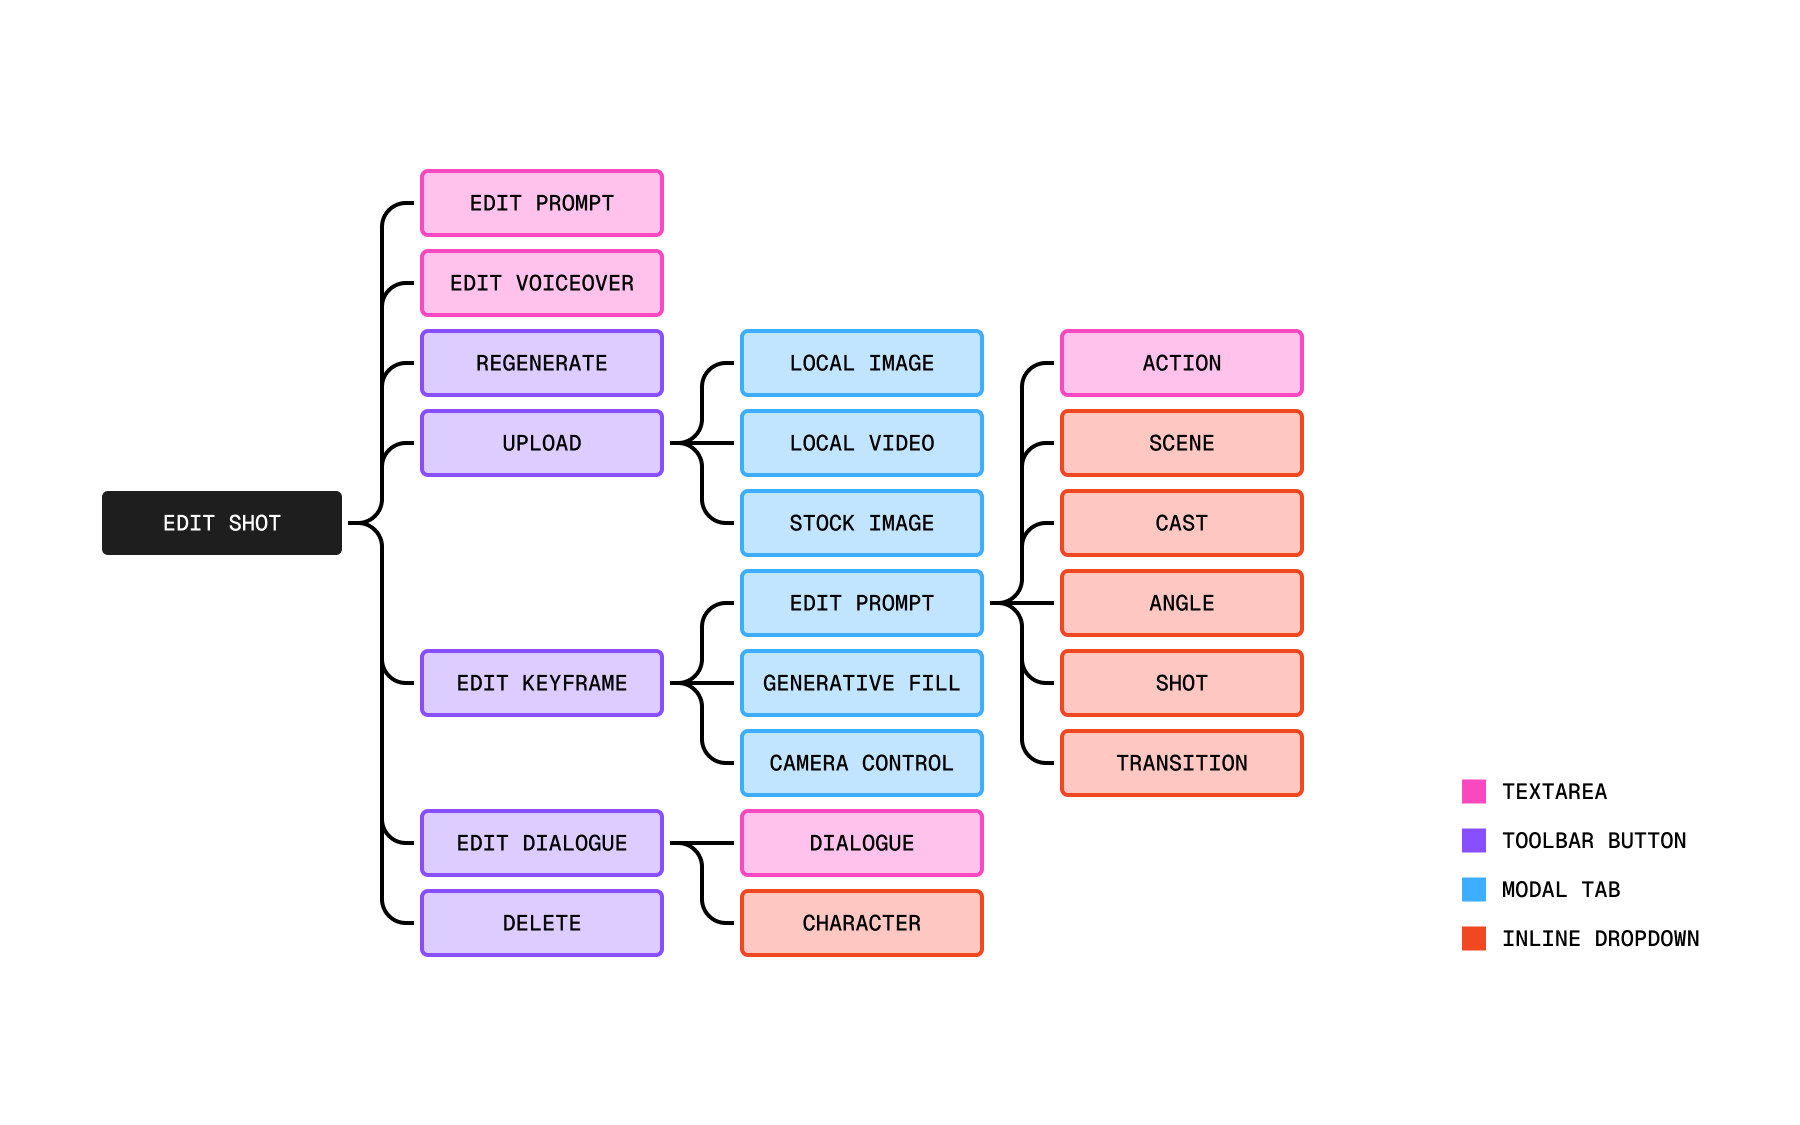 EDIT SHOT
EDIT PROMPT
EDIT VOICEOVER
REGENERATE
UPLOAD
EDIT KEYFRAME
EDIT DIALOGUE
DELETE
LOCAL IMAGE
LOCAL VIDEO
STOCK IMAGE
EDIT PROMPT
GENERATIVE FILL
CAMERA CONTROL
DIALOGUE
CHARACTER
ACTION
SCENE
CAST
ANGLE
SHOT
TRANSITION
TEXTAREA
TOOLBAR BUTTON
MODAL TAB
INLINE DROPDOWN